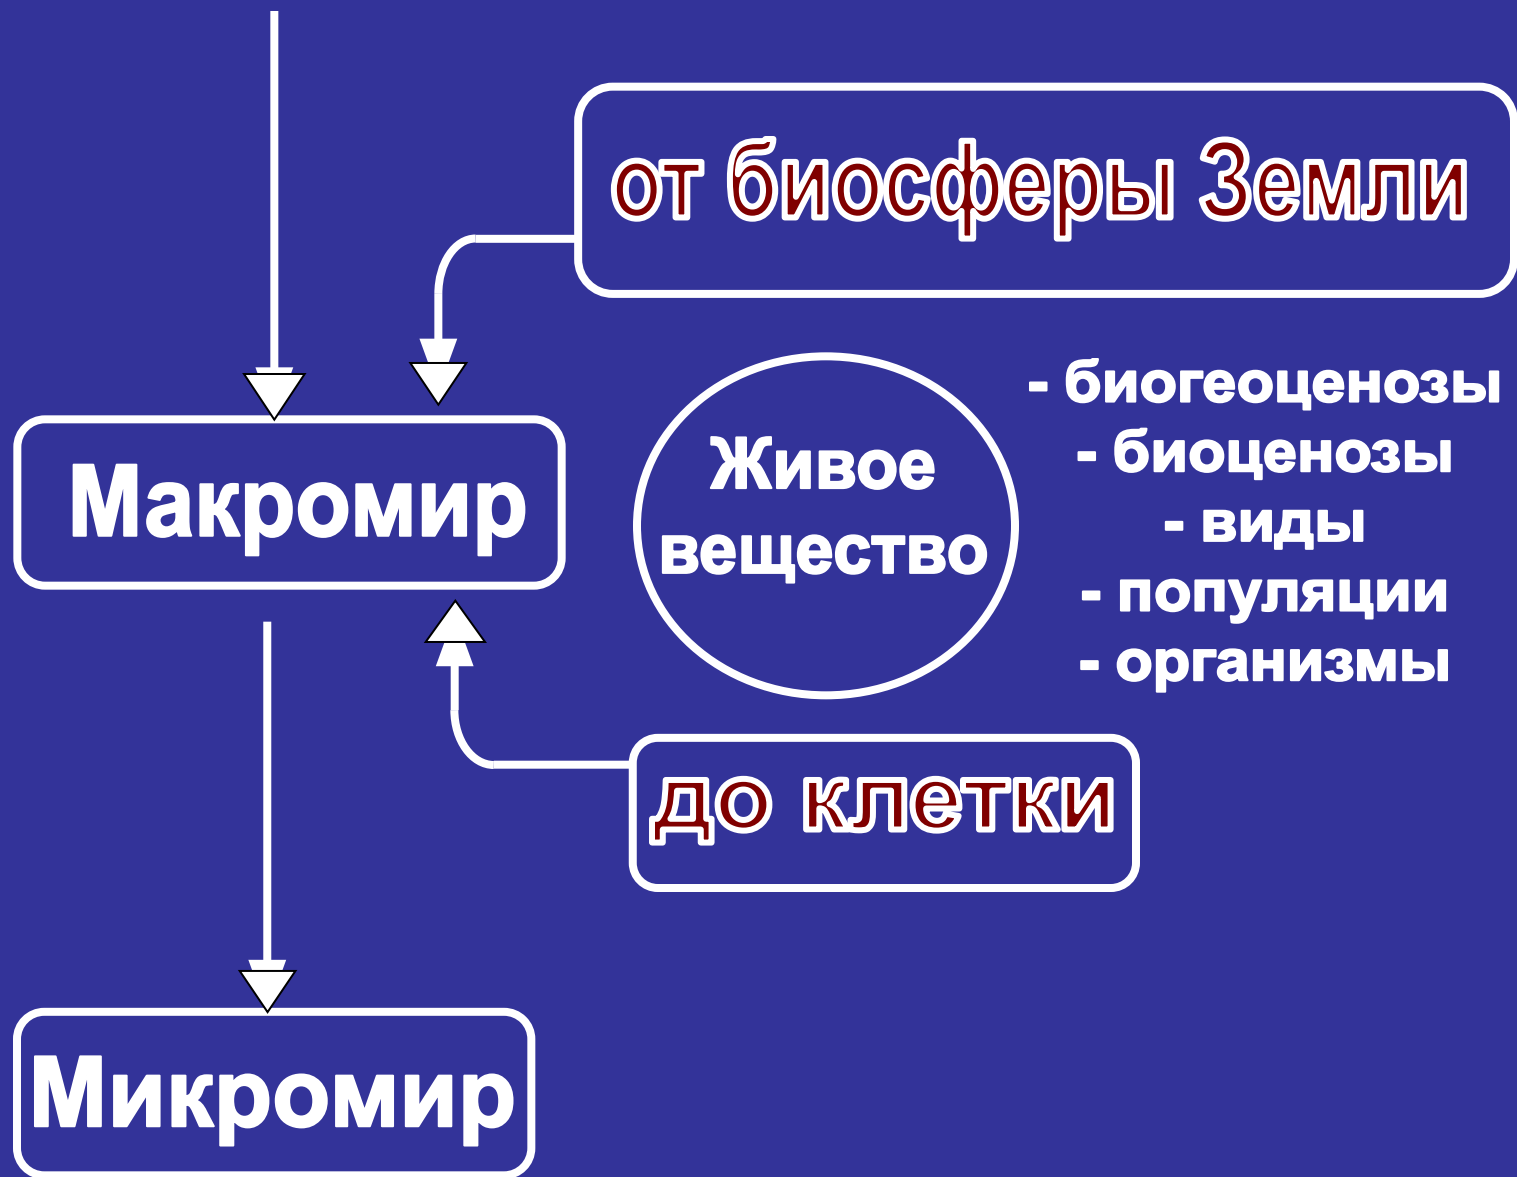 от биосферы Земли
Макромир
Живое
вещество
- биогеоценозы
- биоценозы
- виды
- популяции
- организмы
до клетки
Микромир